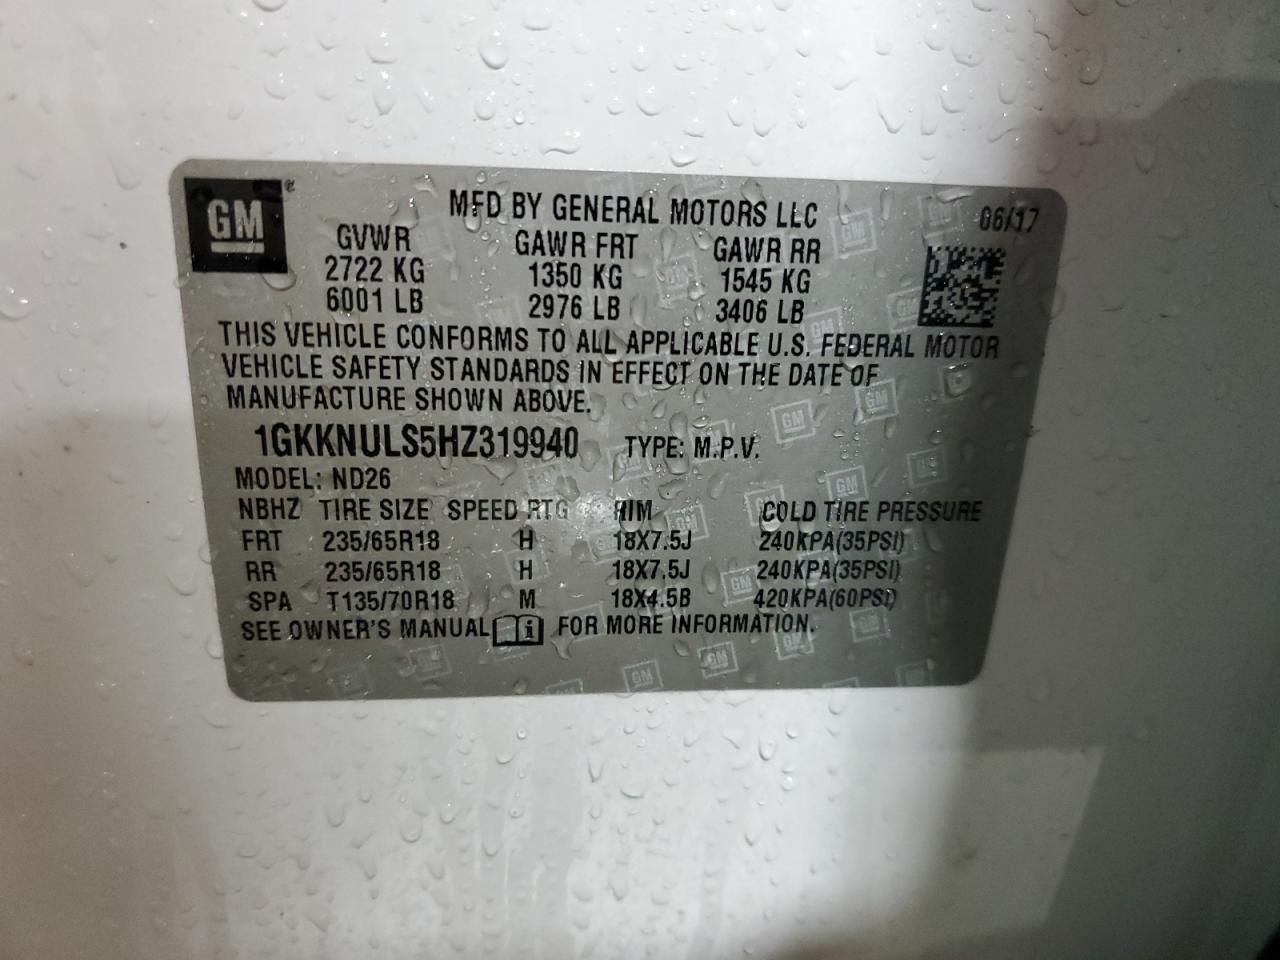 GM
MFD BY GENERAL MOTORS LLC 06/17
GVWR GAWR FRT GAWR RR
2722 KG 1350 KG 1545 KG
6001 LB 2976 LB 3406 LB
THIS VEHICLE CONFORMS TO ALL APPLICABLE U.S. FEDERAL MOTOR
VEHICLE SAFETY STANDARDS IN EFFECT ON THE DATE OF
MANUFACTURE SHOWN ABOVE.
1GKKNULS5HZ319940 TYPE: M.P.V.
MODEL: ND26
NBHZ TIRE SIZE SPEED RTG RIM COLD TIRE PRESSURE
FRT 235/65R18 H 18X7.5J 240KPA(35PSI)
RR 235/65R18 H 18X7.5J 240KPA(35PSI)
SPA T135/70R18 M 18X4.5B 420KPA(60PSI)
SEE OWNER'S MANUAL i FOR MORE INFORMATION.